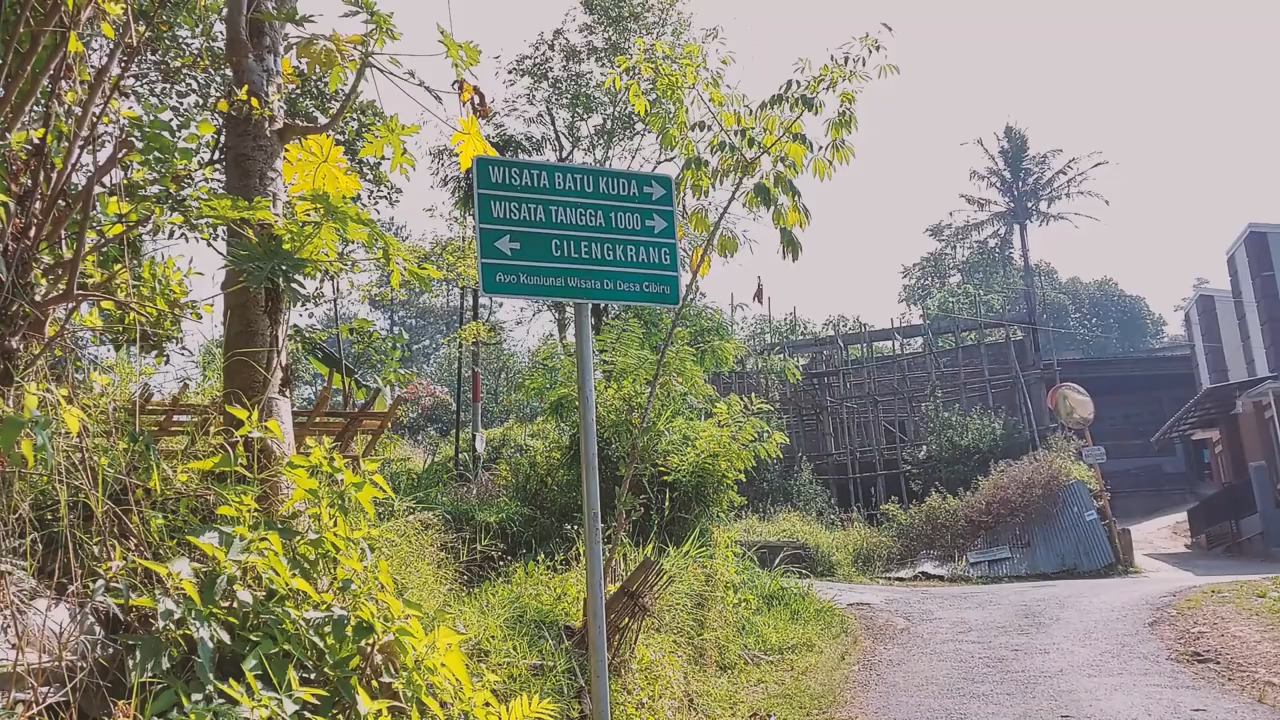 WISATA BATU KUDA
WISATA TANGGA 1000
CILENGKRANG
Ayo Kunjungi Wisata Di Desa Cibiru